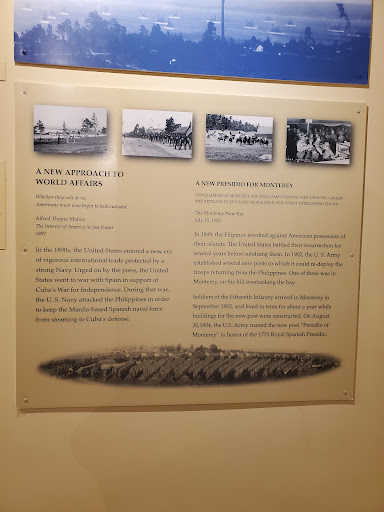 A NEW APPROACH TO
WORLD AFFAIRS
Whether they will or no,
Americans must now begin to look outward.
Alfred Thayer Mahan
The Interest of America in Sea Power
1897
In the 1890s, the United States entered a new era
of vigorous international trade protected by a
strong Navy. Urged on by the press, the United
States went to war with Spain in support of
Cuba's War for Independence. During that war,
the U. S. Navy attacked the Philippines in order
to keep the Manila-based Spanish naval force
from steaming to Cuba's defense.
A NEW PRESIDIO FOR MONTEREY
The Monterey New Era
July 15, 1903
In 1899, the Filipinos revolted against American possession of
their islands. The United States battled their insurrection for
several years before subduing them. In 1902, the U. S. Army
established several new posts to which it could re-deploy the
troops returning from the Philippines. One of these was in
Monterey, on the hill overlooking the bay.
Soldiers of the Fifteenth Infantry arrived in Monterey in
September 1902, and lived in tents for about a year while
buildings for the new post were constructed. On August
30, 1904, the U.S. Army named the new post "Presidio of
Monterey" in honor of the 1770 Royal Spanish Presidio.